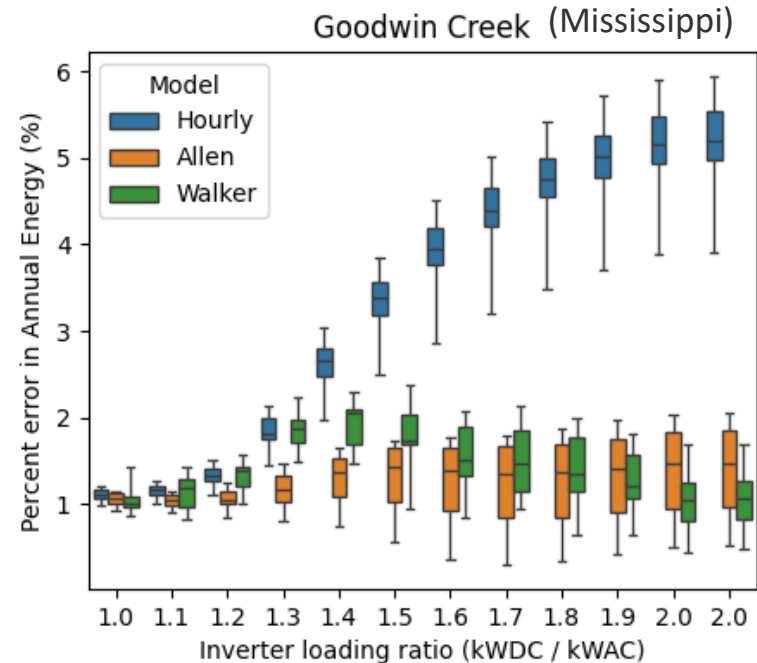 Goodwin Creek (Mississippi)
Model
Hourly
Allen
Walker
Percent error in Annual Energy (%)
6
5
4
3
2
1
1.0 1.1 1.2 1.3 1.4 1.5 1.6 1.7 1.8 1.9 2.0 2.0
Inverter loading ratio (kWDC / kWAC)